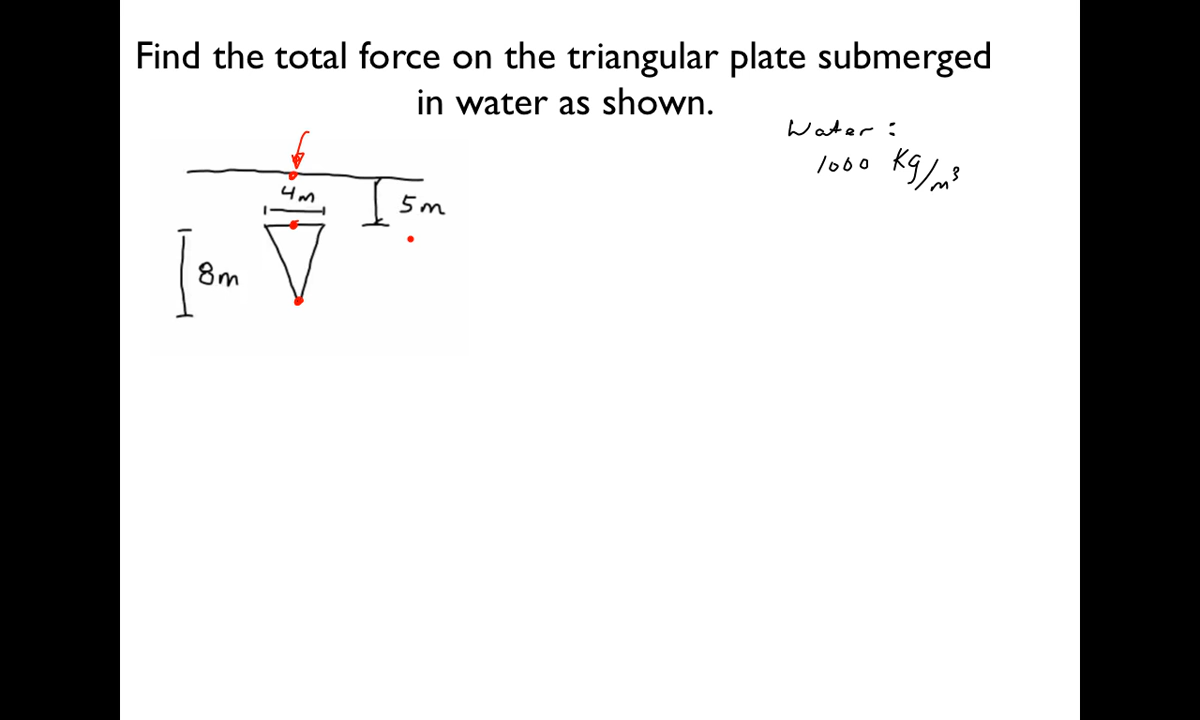 Find the total force on the triangular plate submerged
in water as shown.
Water:
1000 Kg/m³
4m
5m
8m